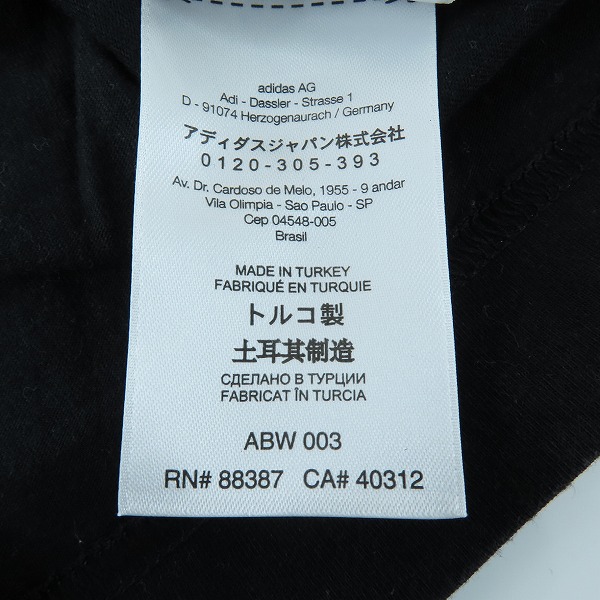 adidas AG
Adi - Dassler - Strasse 1
D - 91074 Herzogenaurach / Germany
アディダスジャパン株式会社
0120-305-393
Av. Dr. Cardoso de Melo, 1955 - 9 andar
Vila Olimpia - Sao Paulo - SP
Cep 04548-005
Brasil
MADE IN TURKEY
FABRIQUÉ EN TURQUIE
トルコ製
土耳其制造
СДЕЛАНО В ТУРЦИИ
FABRICAT ÎN TURCIA
ABW 003
RN# 88387 CA# 40312